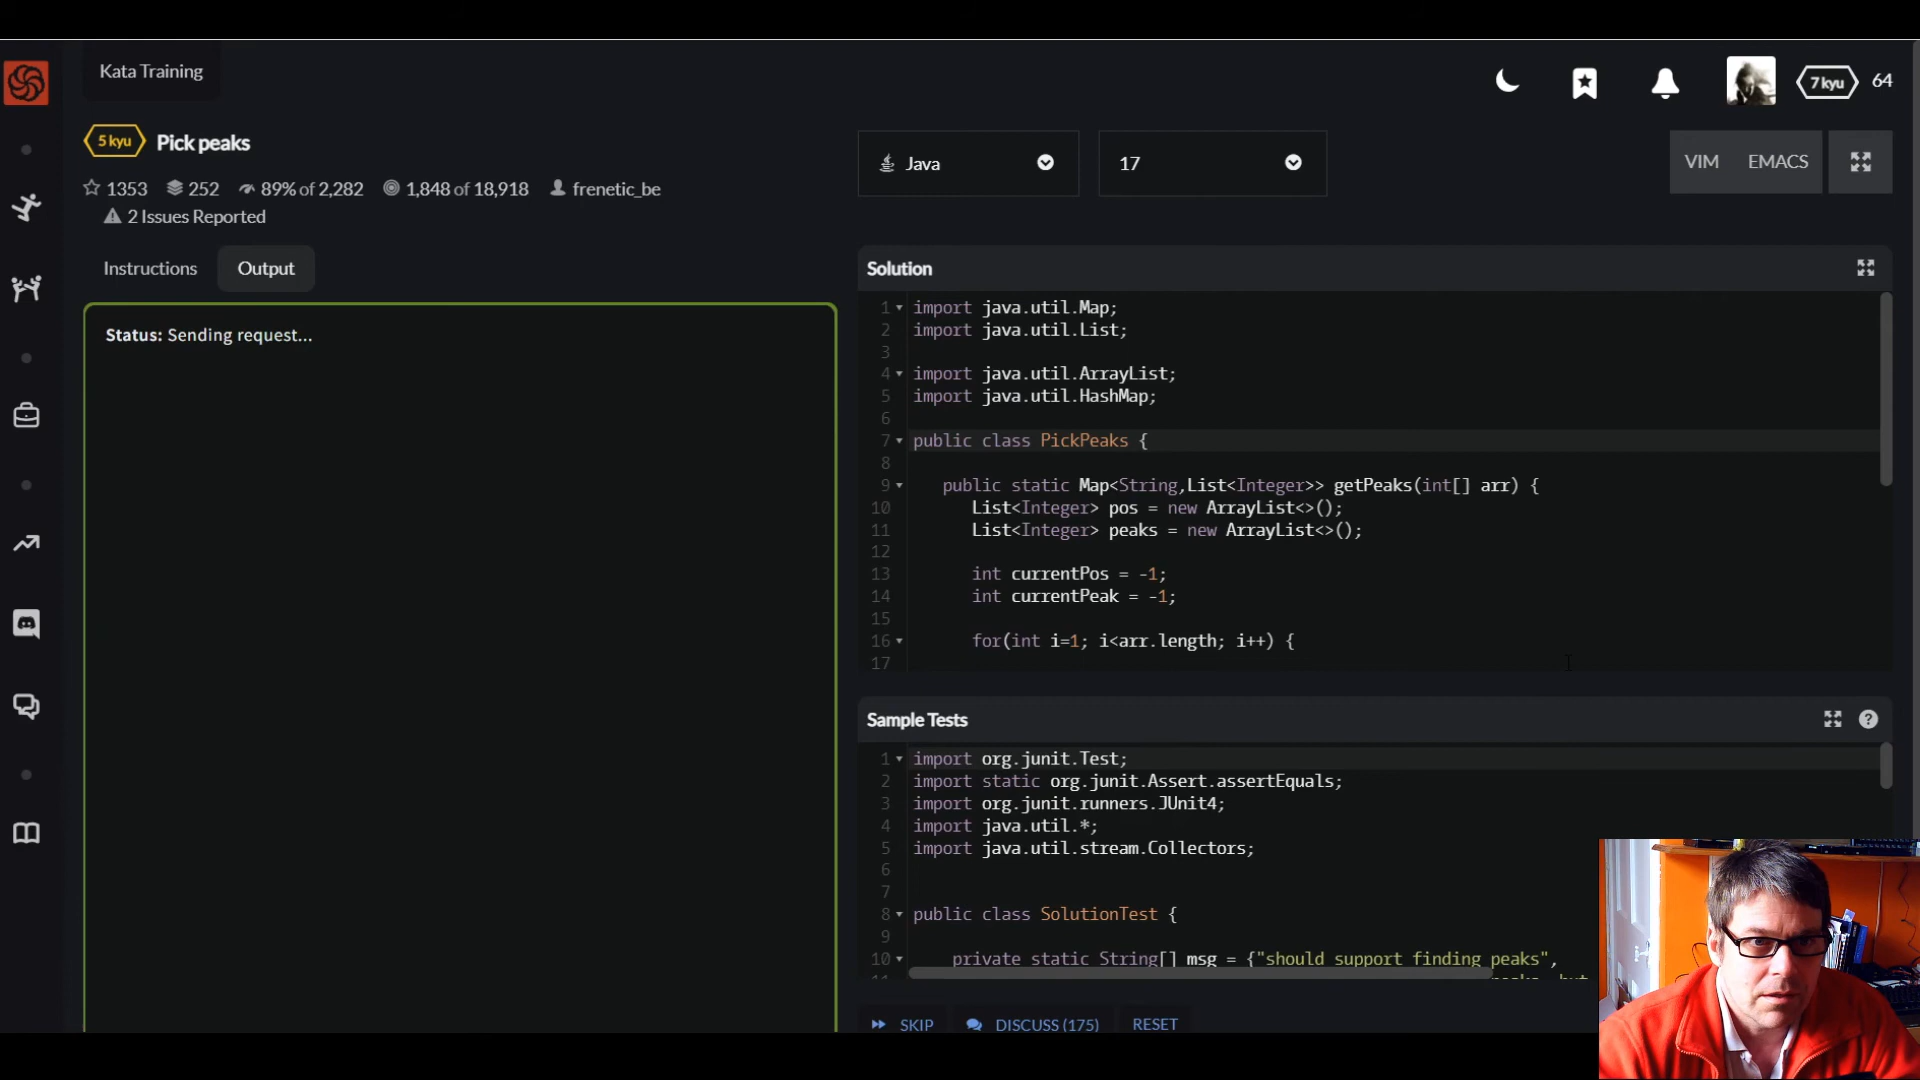 Kata Training
7 kyu 64
5 kyu Pick peaks
1353 252 89% of 2,282 1,848 of 18,918 frenetic_be
2 Issues Reported
Java
17
VIM EMACS
Instructions Output
Status: Sending request...
Solution
1 import java.util.Map;
2 import java.util.List;
3
4 import java.util.ArrayList;
5 import java.util.HashMap;
6
7 public class PickPeaks {
8
9 public static Map<String,List<Integer>> getPeaks(int[] arr) {
10 List<Integer> pos = new ArrayList<>();
11 List<Integer> peaks = new ArrayList<>();
12
13 int currentPos = -1;
14 int currentPeak = -1;
15
16 for(int i=1; i<arr.length; i++) {
17
Sample Tests
1 import org.junit.Test;
2 import static org.junit.Assert.assertEquals;
3 import org.junit.runners.JUnit4;
4 import java.util.*;
5 import java.util.stream.Collectors;
6
7
8 public class SolutionTest {
9
10 private static String[] msg = {"should support finding peaks",
SKIP DISCUSS (175) RESET